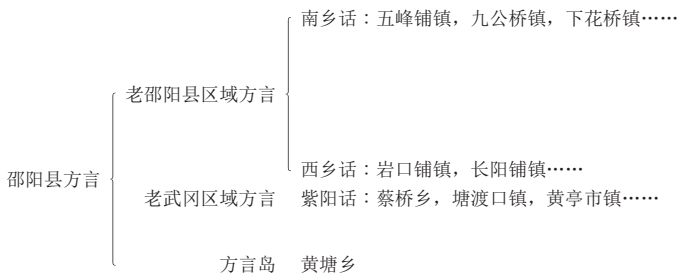 南乡话：五峰铺镇，九公桥镇，下花桥镇……
老邵阳县区域方言
西乡话：岩口铺镇，长阳铺镇……
邵阳县方言
老武冈区域方言 紫阳话：蔡桥乡，塘渡口镇，黄亭市镇……
方言岛 黄塘乡